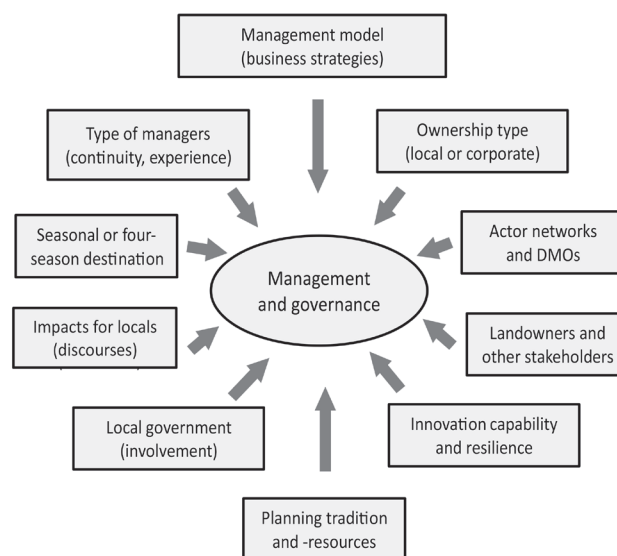 Management model
(business strategies)
Type of managers
(continuity, experience)
Ownership type
(local or corporate)
Seasonal or four-
season destination
Actor networks
and DMOs
Management
and governance
Impacts for locals
(discourses)
Landowners and
other stakeholders
Local government
(involvement)
Innovation capability
and resilience
Planning tradition
and -resources